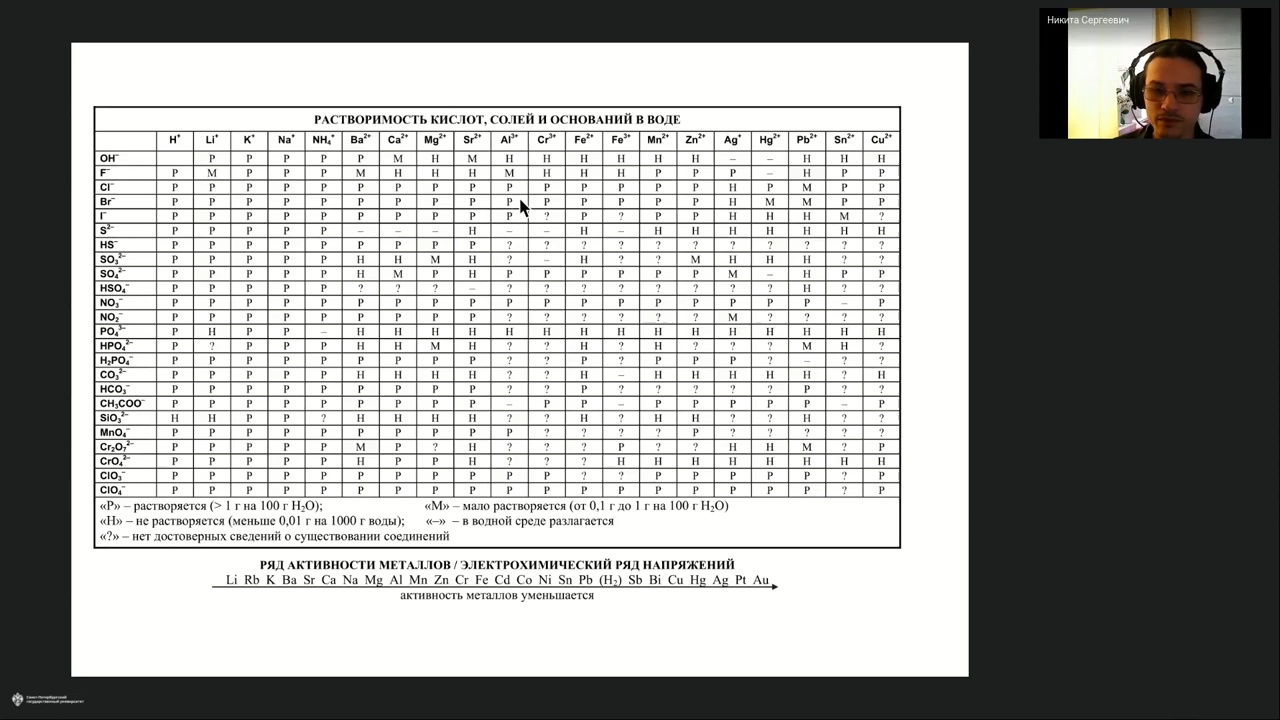 Никита Сергеевич
РАСТВОРИМОСТЬ КИСЛОТ, СОЛЕЙ И ОСНОВАНИЙ В ВОДЕ
H⁺ Li⁺ K⁺ Na⁺ NH₄⁺ Ba²⁺ Ca²⁺ Mg²⁺ Sr²⁺ Al³⁺ Cr³⁺ Fe²⁺ Fe³⁺ Mn²⁺ Zn²⁺ Ag⁺ Hg²⁺ Pb²⁺ Sn²⁺ Cu²⁺
OH⁻ Р Р Р Р Р М Н М Н Н Н Н Н Н – – Н Н Н
F⁻ Р М Р Р Р М Н Н Н М Н Н Н Р Р Р – Н Р Р
Cl⁻ Р Р Р Р Р Р Р Р Р Р Р Р Р Р Р Н Р М Р Р
Br⁻ Р Р Р Р Р Р Р Р Р Р Р Р Р Р Р Н М М Р Р
I⁻ Р Р Р Р Р Р Р Р Р Р ? Р ? Р Р Н Н Н М ?
S²⁻ Р Р Р Р Р – – – Н – – Н – Н Н Н Н Н Н Н
HS⁻ Р Р Р Р Р Р Р Р Р ? ? ? ? ? ? ? ? ? ? ?
SO₃²⁻ Р Р Р Р Р Н Н М Н ? – Н ? ? М Н Н Н ? ?
SO₄²⁻ Р Р Р Р Р Н М Р Н Р Р Р Р Р Р М – Н Р Р
HSO₄⁻ Р Р Р Р Р ? ? ? – ? ? ? ? ? ? ? ? Н ? ?
NO₃⁻ Р Р Р Р Р Р Р Р Р Р Р Р Р Р Р Р Р Р – Р
NO₂⁻ Р Р Р Р Р Р Р Р Р ? ? ? ? ? ? М ? ? ? ?
PO₄³⁻ Р Н Р Р – Н Н Н Н Н Н Н Н Н Н Н Н Н Н Н
HPO₄²⁻ Р ? Р Р Р Н Н М Н ? ? Н ? Н ? ? ? М Н ?
H₂PO₄⁻ Р Р Р Р Р Р Р Р Р ? ? Р ? Р Р Р ? – ? ?
CO₃²⁻ Р Р Р Р Р Н Н Н Н ? ? Н – Н Н Н Н Н ? Н
HCO₃⁻ Р Р Р Р Р Р Р Р Р ? ? Р ? ? ? ? ? Р ? ?
CH₃COO⁻ Р Р Р Р Р Р Р Р Р – Р Р – Р Р Р Р Р – Р
SiO₃²⁻ Н Н Р Р ? Н Н Н Н ? ? Н ? Н Н ? ? Н ? ?
MnO₄⁻ Р Р Р Р Р Р Р Р Р Р ? ? ? ? Р ? ? ? ? ?
Cr₂O₇²⁻ Р Р Р Р Р М Р ? Н ? ? ? Р ? ? Н Н М ? Р
CrO₄²⁻ Р Р Р Р Р Н Р Р Н ? ? ? Н Н Н Н Н Н Н Н
ClO₃⁻ Р Р Р Р Р Р Р Р Р Р Р ? ? Р Р Р Р Р ? Р
ClO₄⁻ Р Р Р Р Р Р Р Р Р Р Р Р Р Р Р Р Р Р ? Р
«Р» – растворяется (> 1 г на 100 г H₂O); «М» – мало растворяется (от 0,1 г до 1 г на 100 г H₂O)
«Н» – не растворяется (меньше 0,01 г на 1000 г воды); «–» – в водной среде разлагается
«?» – нет достоверных сведений о существовании соединений
РЯД АКТИВНОСТИ МЕТАЛЛОВ / ЭЛЕКТРОХИМИЧЕСКИЙ РЯД НАПРЯЖЕНИЙ
Li Rb K Ba Sr Ca Na Mg Al Mn Zn Cr Fe Cd Co Ni Sn Pb (H₂) Sb Bi Cu Hg Ag Pt Au
активность металлов уменьшается
Санкт-Петербургский
государственный университет